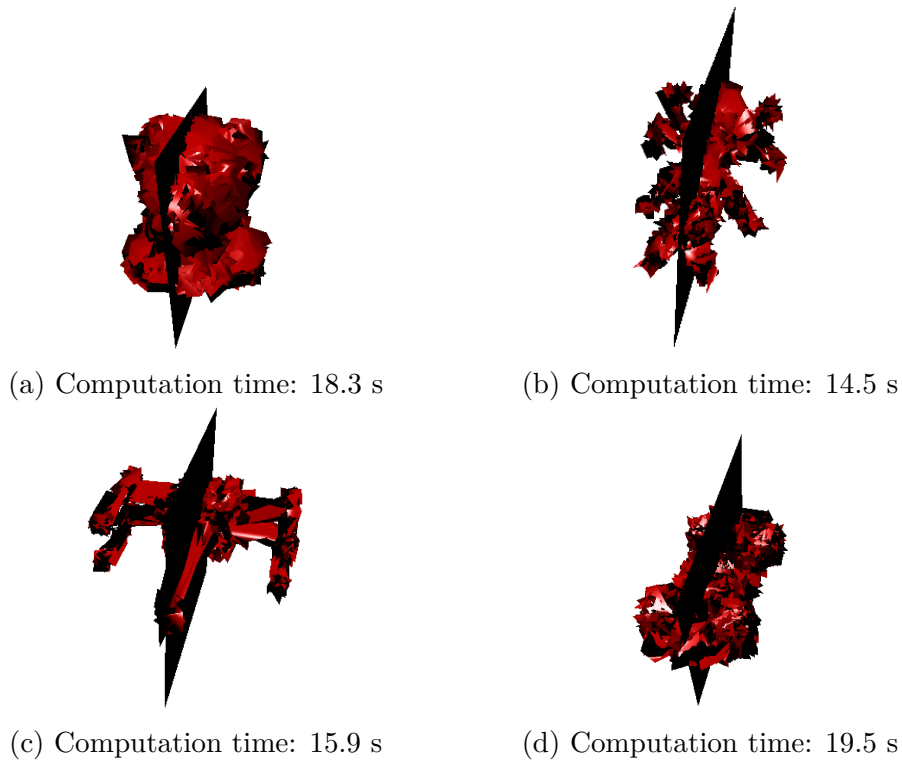 (a) Computation time: 18.3 s
(b) Computation time: 14.5 s
(c) Computation time: 15.9 s
(d) Computation time: 19.5 s